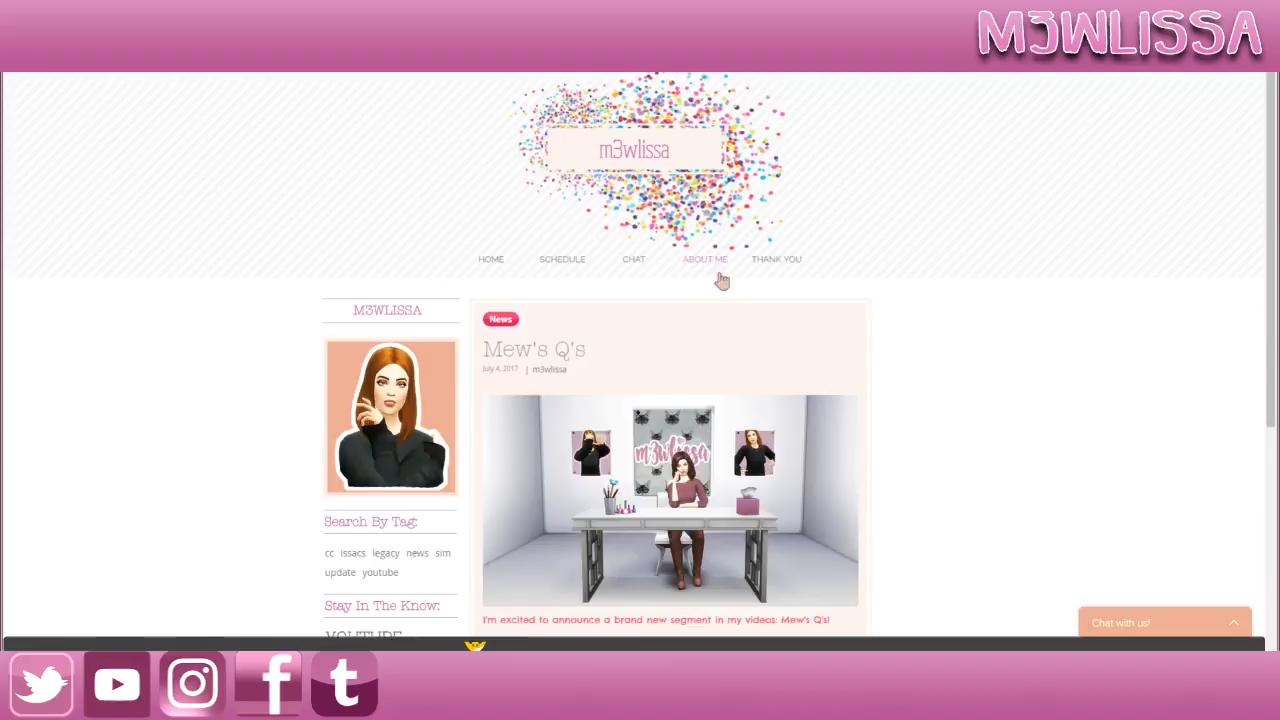 M3WLISSA
m3wlissa
HOME SCHEDULE CHAT ABOUT ME THANK YOU
M3WLISSA
Search By Tag:
cc issacs legacy news sim
update youtube
Stay In The Know:
YOUTUBE
News
Mew's Q's
July 4, 2017 | m3wlissa
m3wlissa
I'm excited to announce a brand new segment in my videos: Mew's Q's!
Chat with us!